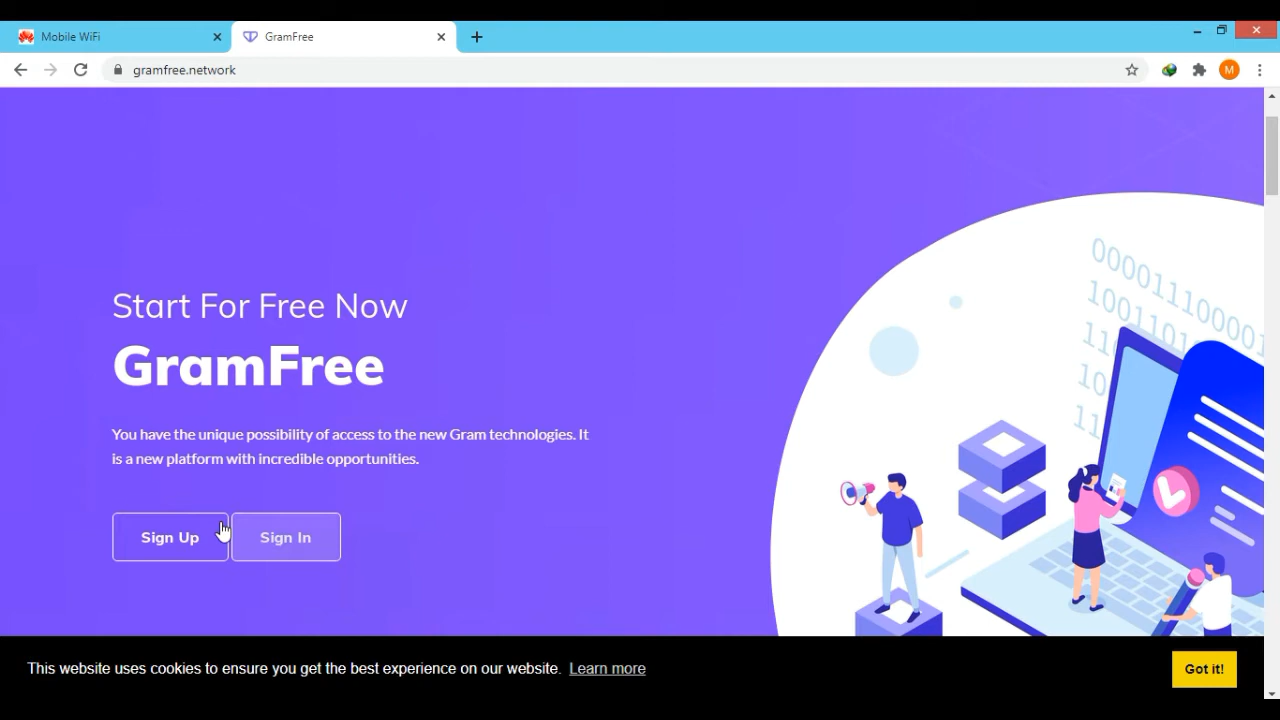 Mobile WiFi
GramFree
gramfree.network
M
Start For Free Now
GramFree
You have the unique possibility of access to the new Gram technologies. It
is a new platform with incredible opportunities.
Sign Up
Sign In
This website uses cookies to ensure you get the best experience on our website. Learn more
Got it!